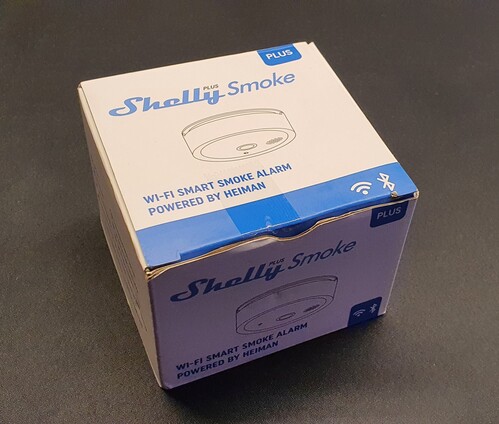 PLUS
Shelly PLUS Smoke
WI-FI SMART SMOKE ALARM
POWERED BY HEIMAN
PLUS
Shelly PLUS Smoke
WI-FI SMART SMOKE ALARM
POWERED BY HEIMAN